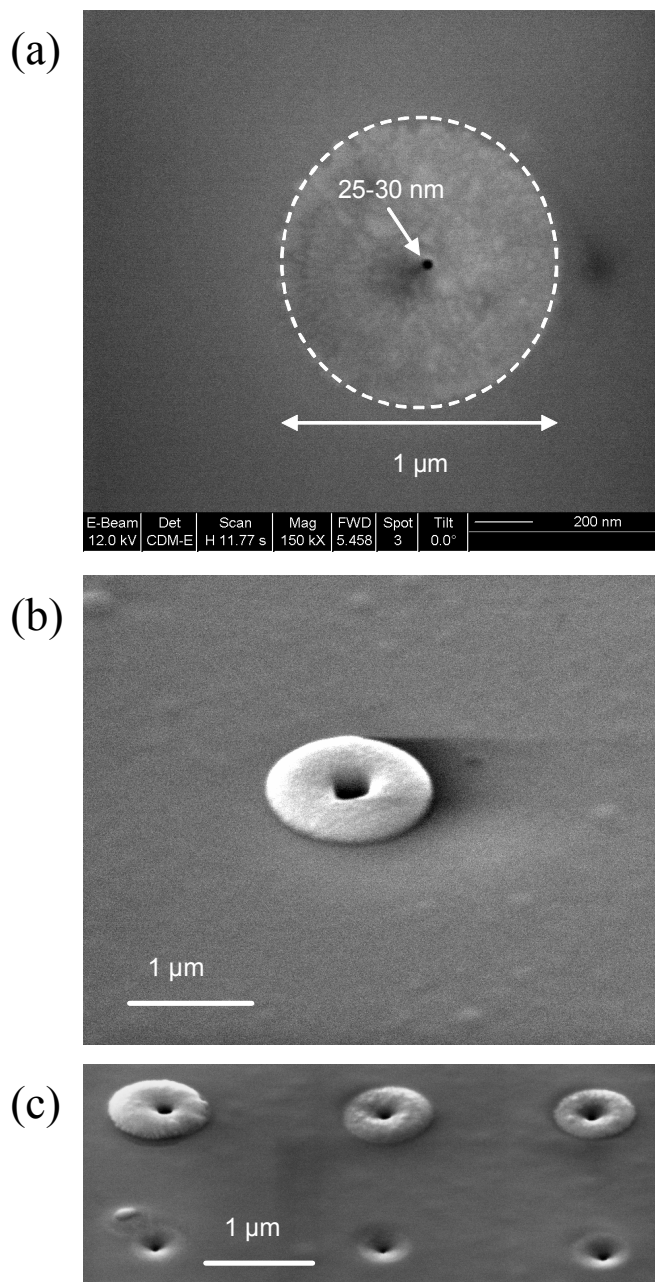 (a)
25-30 nm
1 µm
E-Beam Det Scan Mag FWD Spot Tilt 200 nm
12.0 kV CDM-E H 11.77 s 150 kX 5.458 3 0.0°
(b)
1 µm
(c)
1 µm